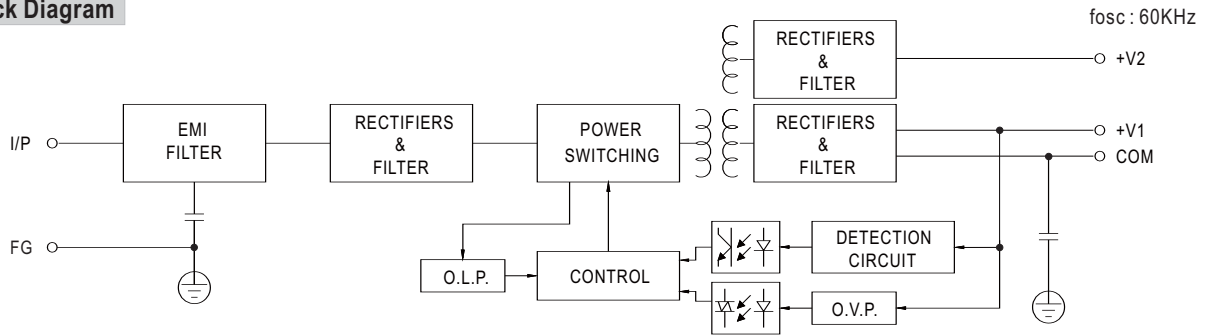 ck Diagram
fosc : 60KHz
RECTIFIERS
&
FILTER
+V2
I/P
EMI
FILTER
RECTIFIERS
&
FILTER
POWER
SWITCHING
RECTIFIERS
&
FILTER
+V1
COM
FG
O.L.P.
CONTROL
DETECTION
CIRCUIT
O.V.P.